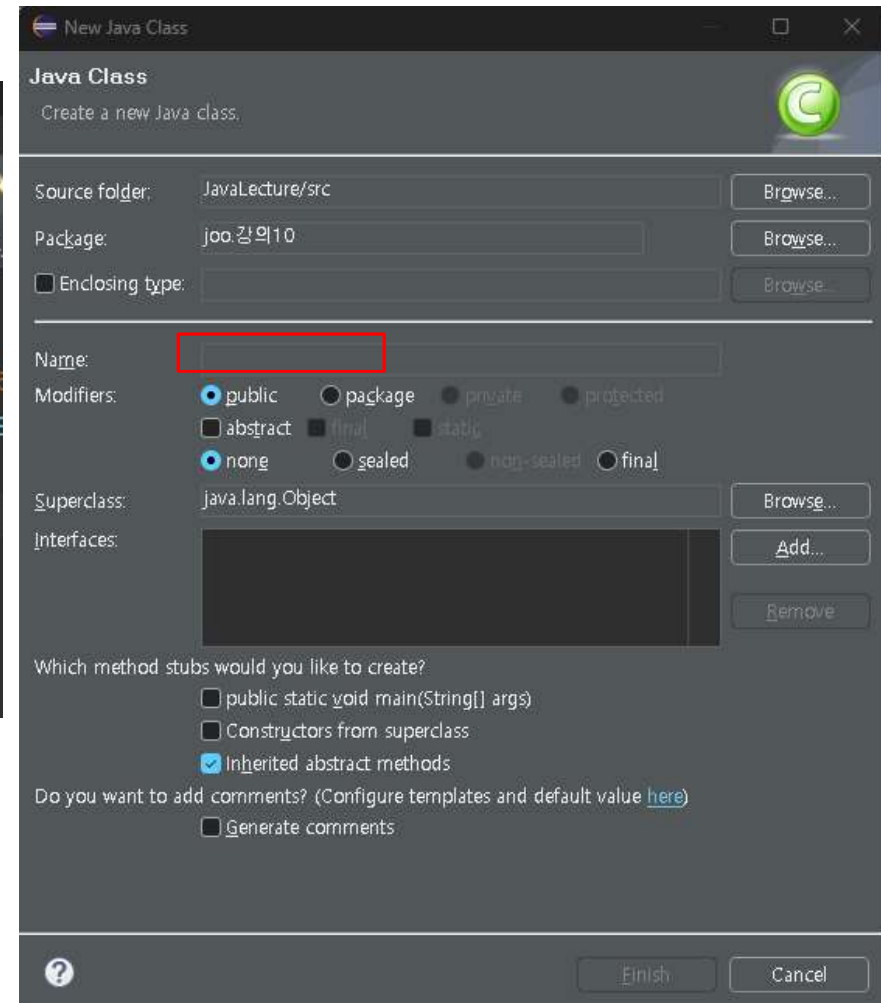 New Java Class
Java Class
Create a new Java class.
Source folder: JavaLecture/src Browse...
Package: joo.강의10 Browse...
Enclosing type: Browse...
Name:
Modifiers: public package private protected
abstract final static
none sealed non-sealed final
Superclass: java.lang.Object Browse...
Interfaces: Add...
Remove
Which method stubs would you like to create?
public static void main(String[] args)
Constructors from superclass
Inherited abstract methods
Do you want to add comments? (Configure templates and default value here)
Generate comments
Finish Cancel